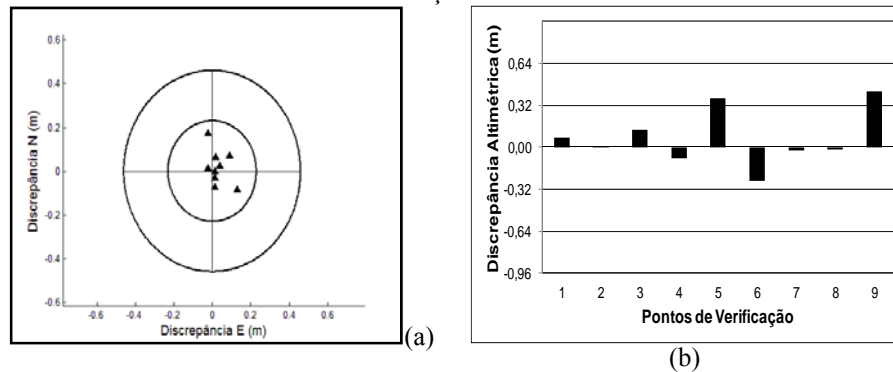 0.6
0.4
0.2
0
-0.2
-0.4
-0.6
Discrepância N (m)
-0.6 -0.4 -0.2 0 0.2 0.4 0.6
Discrepância E (m)
(a)
Discrepância Altimétrica (m)
0,64
0,32
0,00
-0,32
-0,64
-0,96
1 2 3 4 5 6 7 8 9
Pontos de Verificação
(b)